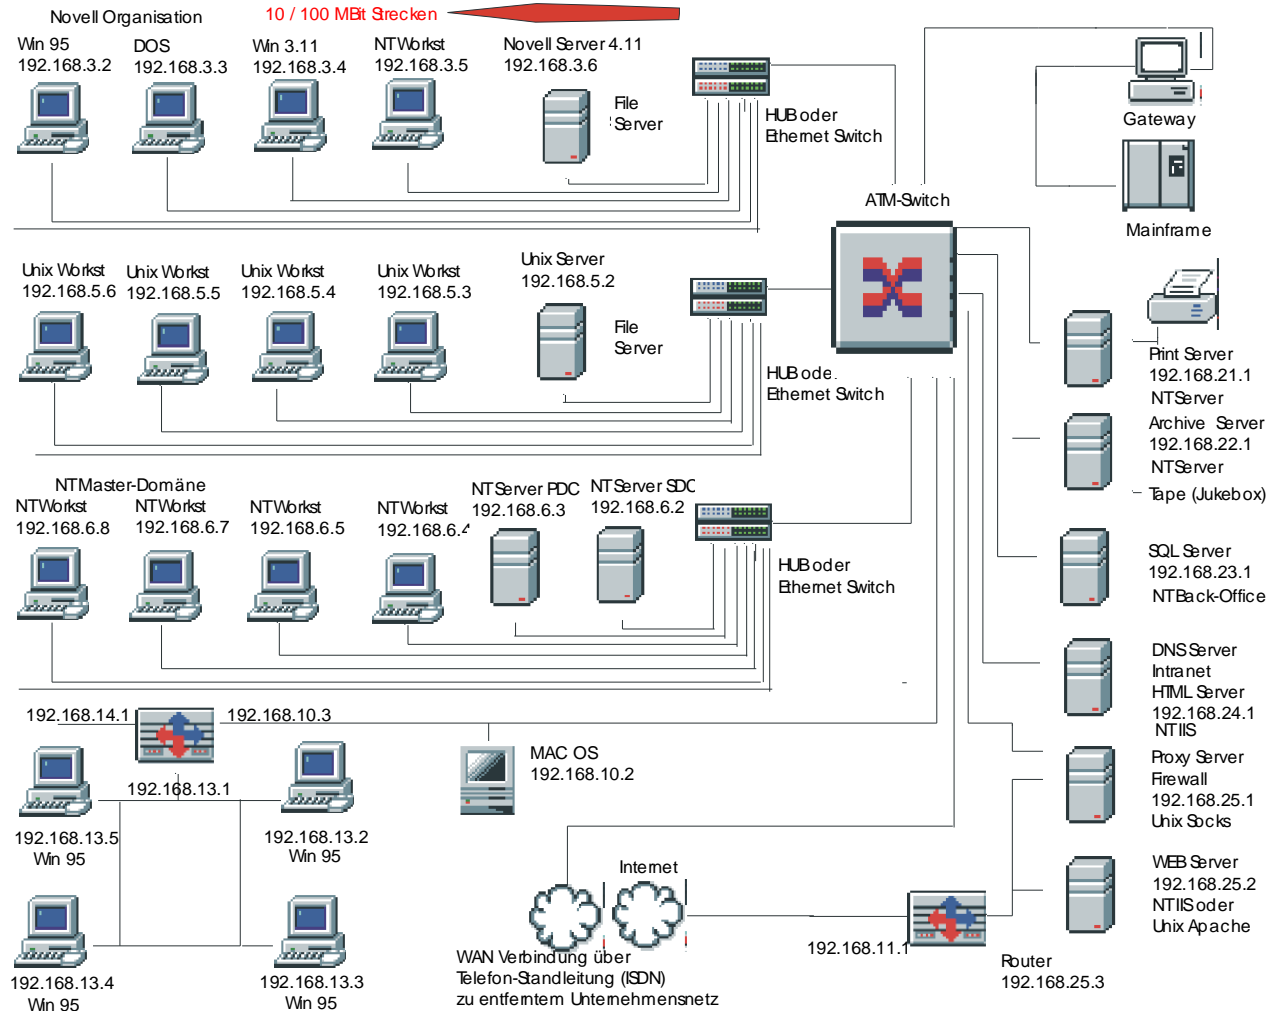 Novell Organisation
10 / 100 MBit Strecken
Win 95
192.168.3.2
DOS
192.168.3.3
Win 3.11
192.168.3.4
NT Workst
192.168.3.5
Novell Server 4.11
192.168.3.6
File
Server
HUB oder
Ethernet Switch
Gateway
Mainframe
ATM-Switch
Unix Workst
192.168.5.6
Unix Workst
192.168.5.5
Unix Workst
192.168.5.4
Unix Workst
192.168.5.3
Unix Server
192.168.5.2
File
Server
HUB ode
Ethernet Switch
Print Server
192.168.21.1
NT Server
Archive Server
192.168.22.1
NT Server
Tape (Jukebox)
NT Master-Domäne
NT Workst
192.168.6.8
NT Workst
192.168.6.7
NT Workst
192.168.6.5
NT Workst
192.168.6.4
NT Server PDC
192.168.6.3
NT Server SDC
192.168.6.2
HUB oder
Ethernet Switch
SQL Server
192.168.23.1
NT Back-Office
DNS Server
Intranet
HTML Server
192.168.24.1
NT IIS
192.168.14.1
192.168.10.3
192.168.13.1
MAC OS
192.168.10.2
Proxy Server
Firewall
192.168.25.1
Unix Socks
192.168.13.5
Win 95
192.168.13.2
Win 95
Internet
WEB Server
192.168.25.2
NT IIS oder
Unix Apache
192.168.11.1
Router
192.168.25.3
WAN Verbindung über
Telefon-Standleitung (ISDN)
zu entferntem Unternehmensnetz
192.168.13.4
Win 95
192.168.13.3
Win 95